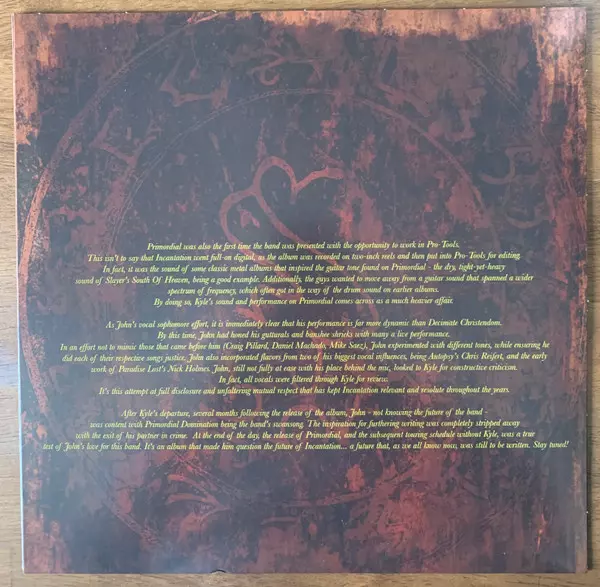 Primordial was also the first time the band was presented with the opportunity to work in Pro-Tools.
This isn't to say that Incantation went full-on digital, as the album was recorded on two-inch reels and then put into Pro-Tools for editing.
In fact, it was the sound of some classic metal albums that inspired the guitar tone found on Primordial - the dry, tight-yet-heavy
sound of Slayer's South Of Heaven, being a good example. Additionally, the guys wanted to move away from a guitar sound that spanned a wider
spectrum of frequency, which often got in the way of the drum sound on earlier albums.
By doing so, Kyle's sound and performance on Primordial comes across as a much heavier affair.
As John's vocal sophomore effort, it is immediately clear that his performance is far more dynamic than Decimate Christendom.
By this time, John had honed his gutturals and banshee shrieks with many a live performance.
In an effort not to mimic those that came before him (Craig Pillard, Daniel Machado, Mike Saez), John experimented with different tones, while ensuring he
did each of their respective songs justice. John also incorporated flavors from two of his biggest vocal influences, being Autopsy's Chris Reifert, and the early
work of Paradise Lost's Nick Holmes. John, still not fully at ease with his place behind the mic, looked to Kyle for constructive criticism.
In fact, all vocals were filtered through Kyle for review.
It's this attempt at full disclosure and unfaltering mutual respect that has kept Incantation relevant and resolute throughout the years.
After Kyle's departure, several months following the release of the album, John - not knowing the future of the band -
was content with Primordial Domination being the band's swansong. The inspiration for furthering writing was completely stripped away
with the exit of his partner in crime. At the end of the day, the release of Primordial, and the subsequent touring schedule without Kyle, was a true
test of John's love for this band. It's an album that made him question the future of Incantation... a future that, as we all know now, was still to be written. Stay tuned!